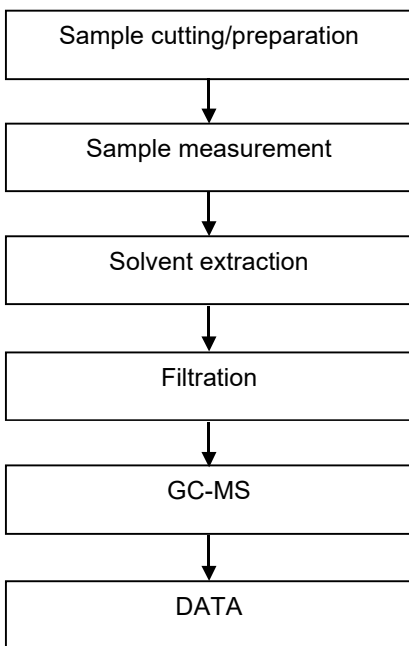 Sample cutting/preparation
Sample measurement
Solvent extraction
Filtration
GC-MS
DATA